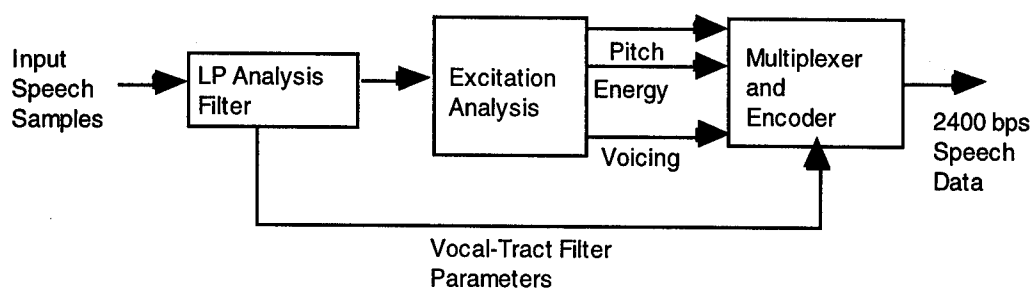 Input
Speech
Samples
LP Analysis
Filter
Excitation
Analysis
Pitch
Energy
Voicing
Multiplexer
and
Encoder
2400 bps
Speech
Data
Vocal-Tract Filter
Parameters